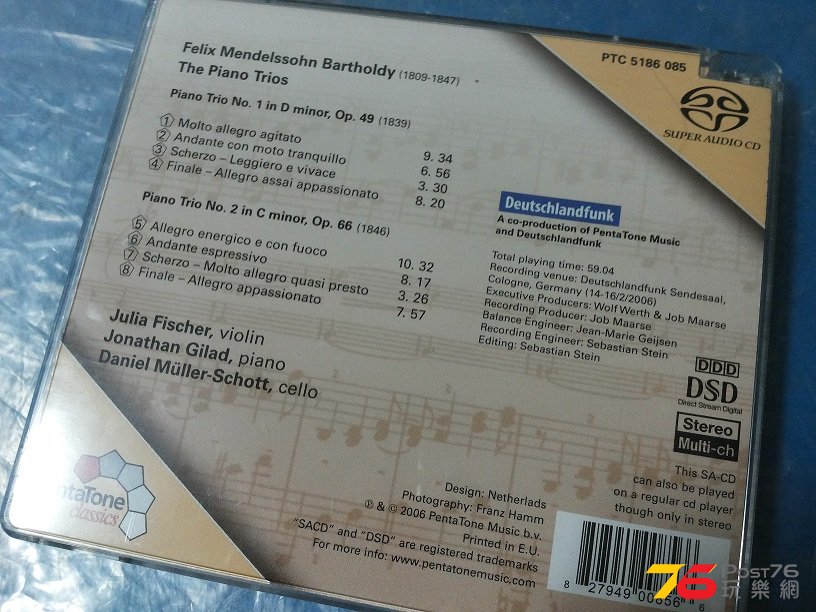 Felix Mendelssohn Bartholdy (1809-1847)
The Piano Trios
PTC 5186 085
SUPER AUDIO CD
Piano Trio No. 1 in D minor, Op. 49 (1839)
1 Molto allegro agitato 9. 34
2 Andante con moto tranquillo 6. 56
3 Scherzo – Leggiero e vivace 3. 30
4 Finale – Allegro assai appassionato 8. 20
Piano Trio No. 2 in C minor, Op. 66 (1846)
5 Allegro energico e con fuoco 10. 32
6 Andante espressivo 8. 17
7 Scherzo – Molto allegro quasi presto 3. 26
8 Finale – Allegro appassionato 7. 57
Julia Fischer, violin
Jonathan Gilad, piano
Daniel Müller-Schott, cello
Deutschlandfunk
A co-production of PentaTone Music
and Deutschlandfunk
Total playing time: 59.04
Recording venue: Deutschlandfunk Sendesaal,
Cologne, Germany (14-16/2/2006)
Executive Producers: Wolf Werth & Job Maarse
Recording Producer: Job Maarse
Balance Engineer: Jean-Marie Geijsen
Recording Engineer: Sebastian Stein
Editing: Sebastian Stein
DDD
DSD
Direct Stream Digital
Stereo
Multi-ch
This SA-CD
can also be played
on a regular cd player
though only in stereo
PentaTone
classics
Design: Netherlads
Photography: Franz Hamm
℗ & © 2006 PentaTone Music b.v.
Printed in E.U.
"SACD" and "DSD" are registered trademarks
For more info: www.pentatonemusic.com
8 27949 00856 6
76 Post76
玩樂網